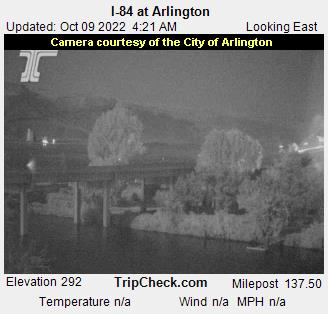 I-84 at Arlington
Updated: Oct 09 2022 4:21 AM Looking East
Camera courtesy of the City of Arlington
Elevation 292 TripCheck.com Milepost 137.50
Temperature n/a Wind n/a MPH n/a